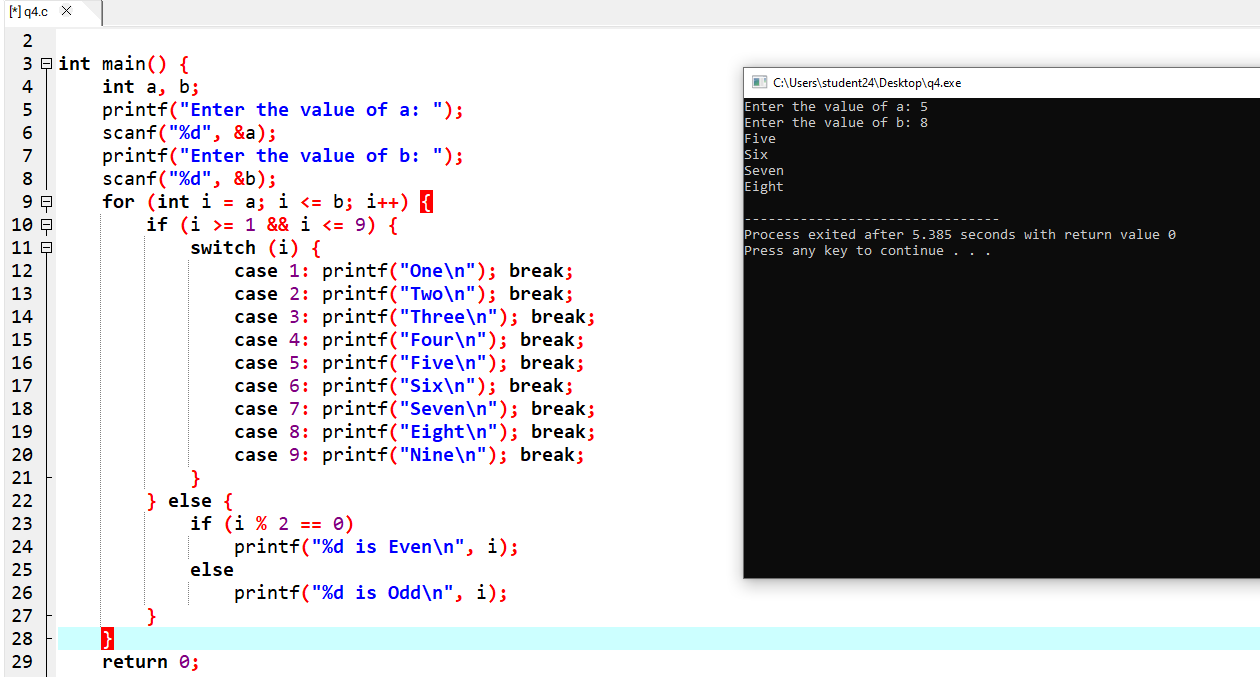 [*] q4.c
2
3 int main() {
4 int a, b;
5 printf("Enter the value of a: ");
6 scanf("%d", &a);
7 printf("Enter the value of b: ");
8 scanf("%d", &b);
9 for (int i = a; i <= b; i++) {
10 if (i >= 1 && i <= 9) {
11 switch (i) {
12 case 1: printf("One\n"); break;
13 case 2: printf("Two\n"); break;
14 case 3: printf("Three\n"); break;
15 case 4: printf("Four\n"); break;
16 case 5: printf("Five\n"); break;
17 case 6: printf("Six\n"); break;
18 case 7: printf("Seven\n"); break;
19 case 8: printf("Eight\n"); break;
20 case 9: printf("Nine\n"); break;
21 }
22 } else {
23 if (i % 2 == 0)
24 printf("%d is Even\n", i);
25 else
26 printf("%d is Odd\n", i);
27 }
28 }
29 return 0;
C:\Users\student24\Desktop\q4.exe
Enter the value of a: 5
Enter the value of b: 8
Five
Six
Seven
Eight
--------------------------------
Process exited after 5.385 seconds with return value 0
Press any key to continue . . .